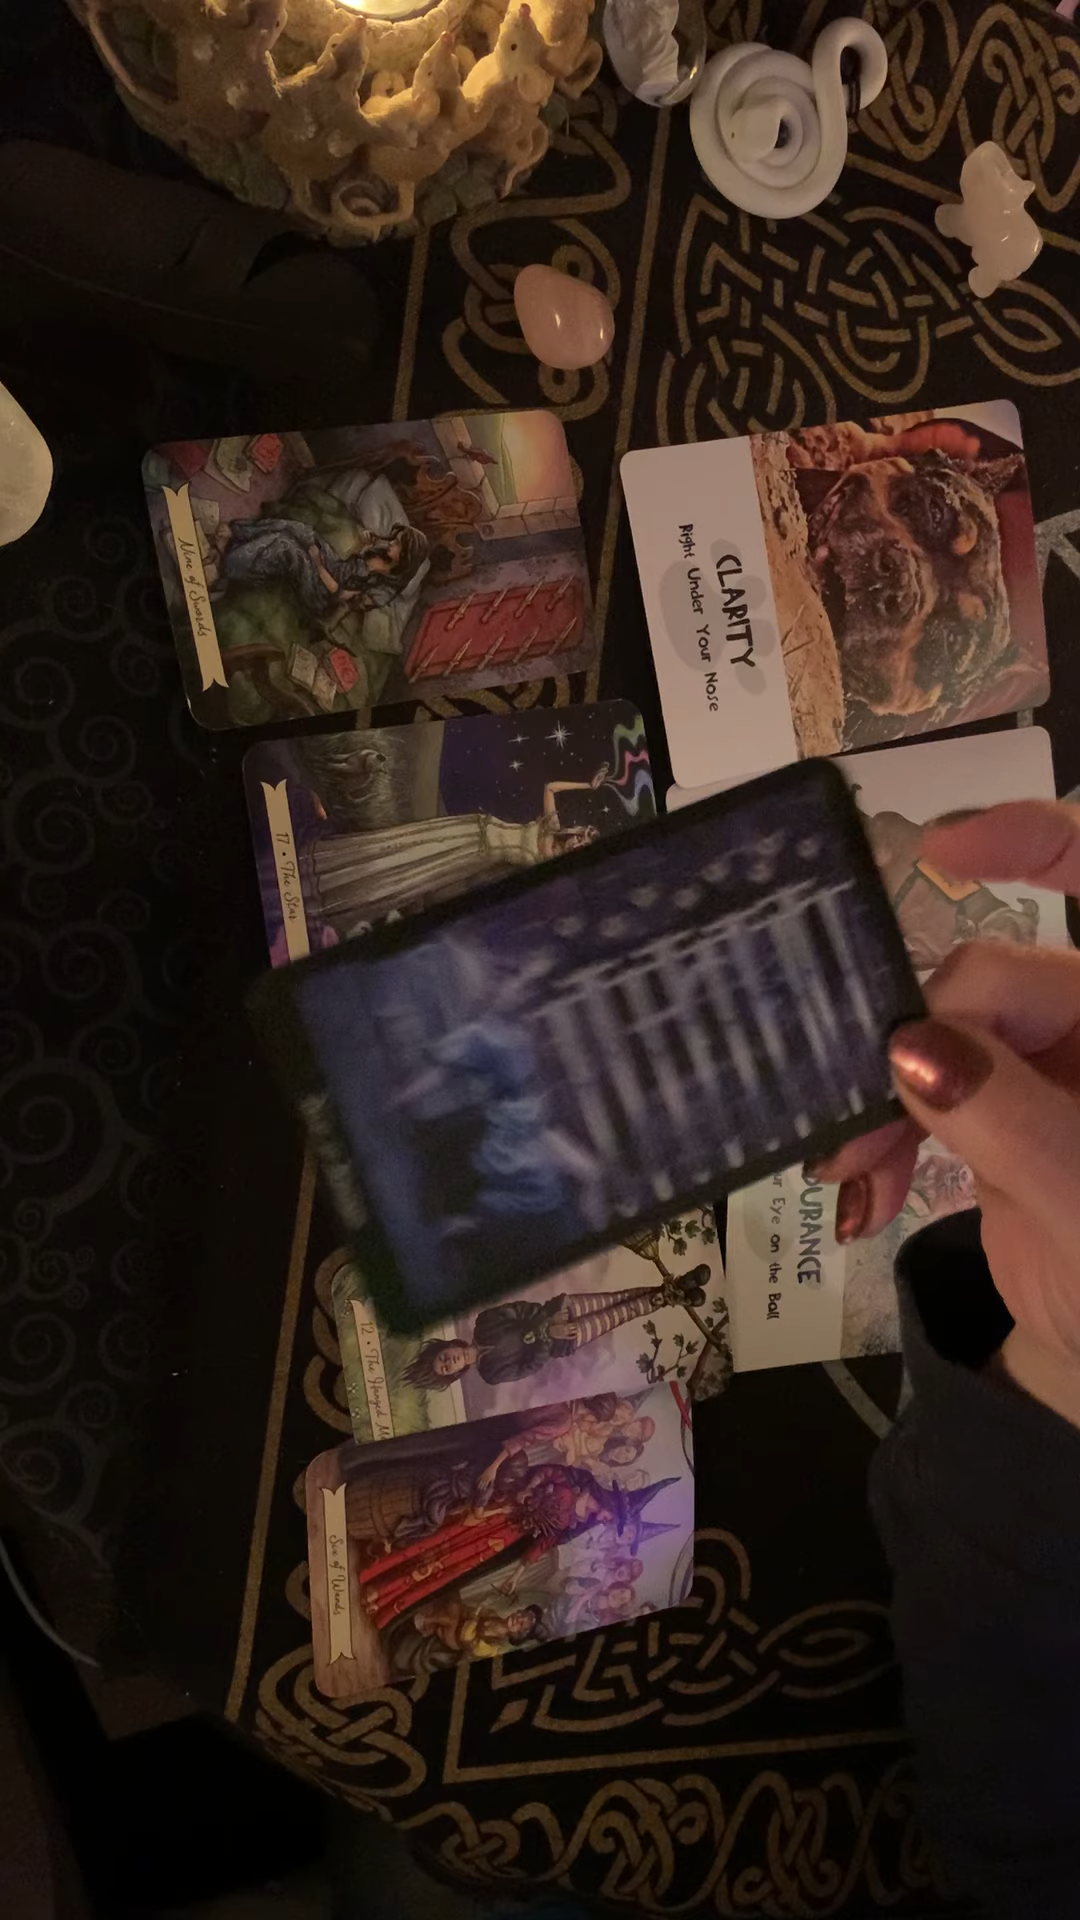 Nine of Swords
CLARITY
Right Under Your Nose
17 • The Star
DURANCE
ur Eye on the Ball
12 • The Hanged M
Six of Wands